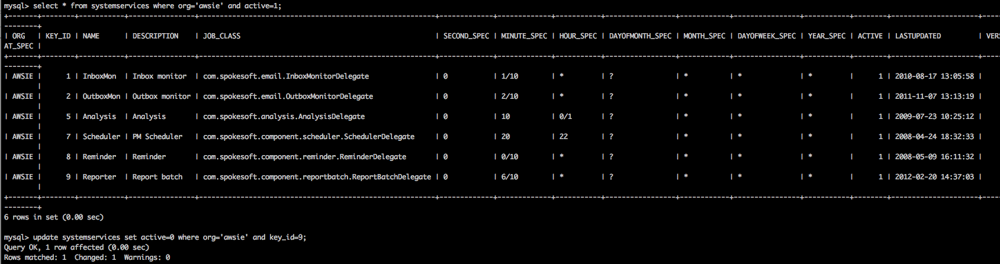 mysql> select * from systemservices where org='awsie' and active=1;
+-------+--------+-----------+----------------+---------------------------------------------------------+-------------+-------------+-----------+-----------------+------------+----------------+-----------+--------+---------------------+-----
--------+
| ORG   | KEY_ID | NAME      | DESCRIPTION    | JOB_CLASS                                               | SECOND_SPEC | MINUTE_SPEC | HOUR_SPEC | DAYOFMONTH_SPEC | MONTH_SPEC | DAYOFWEEK_SPEC | YEAR_SPEC | ACTIVE | LASTUPDATED         | VERS
AT_SPEC |
+-------+--------+-----------+----------------+---------------------------------------------------------+-------------+-------------+-----------+-----------------+------------+----------------+-----------+--------+---------------------+-----
--------+
| AWSIE |      1 | InboxMon  | Inbox monitor  | com.spokesoft.email.InboxMonitorDelegate                | 0           | 1/10        | *         | ?               | *          | *              | *         |      1 | 2010-08-17 13:05:58 |
        |
| AWSIE |      2 | OutboxMon | Outbox monitor | com.spokesoft.email.OutboxMonitorDelegate               | 0           | 2/10        | *         | ?               | *          | *              | *         |      1 | 2011-11-07 13:13:19 |
        |
| AWSIE |      5 | Analysis  | Analysis       | com.spokesoft.analysis.AnalysisDelegate                 | 0           | 10          | 0/1       | ?               | *          | *              | *         |      1 | 2009-07-23 10:25:12 |
        |
| AWSIE |      7 | Scheduler | PM Scheduler   | com.spokesoft.component.scheduler.SchedulerDelegate     | 0           | 20          | 22        | ?               | *          | *              | *         |      1 | 2008-04-24 18:32:33 |
        |
| AWSIE |      8 | Reminder  | Reminder       | com.spokesoft.component.reminder.ReminderDelegate       | 0           | 0/10        | *         | ?               | *          | *              | *         |      1 | 2008-05-09 16:11:32 |
        |
| AWSIE |      9 | Reporter  | Report batch   | com.spokesoft.component.reportbatch.ReportBatchDelegate | 0           | 6/10        | *         | ?               | *          | *              | *         |      1 | 2012-02-20 14:37:03 |
        |
+-------+--------+-----------+----------------+---------------------------------------------------------+-------------+-------------+-----------+-----------------+------------+----------------+-----------+--------+---------------------+-----
--------+
6 rows in set (0.00 sec)
mysql> update systemservices set active=0 where org='awsie' and key_id=9;
Query OK, 1 row affected (0.00 sec)
Rows matched: 1  Changed: 1  Warnings: 0